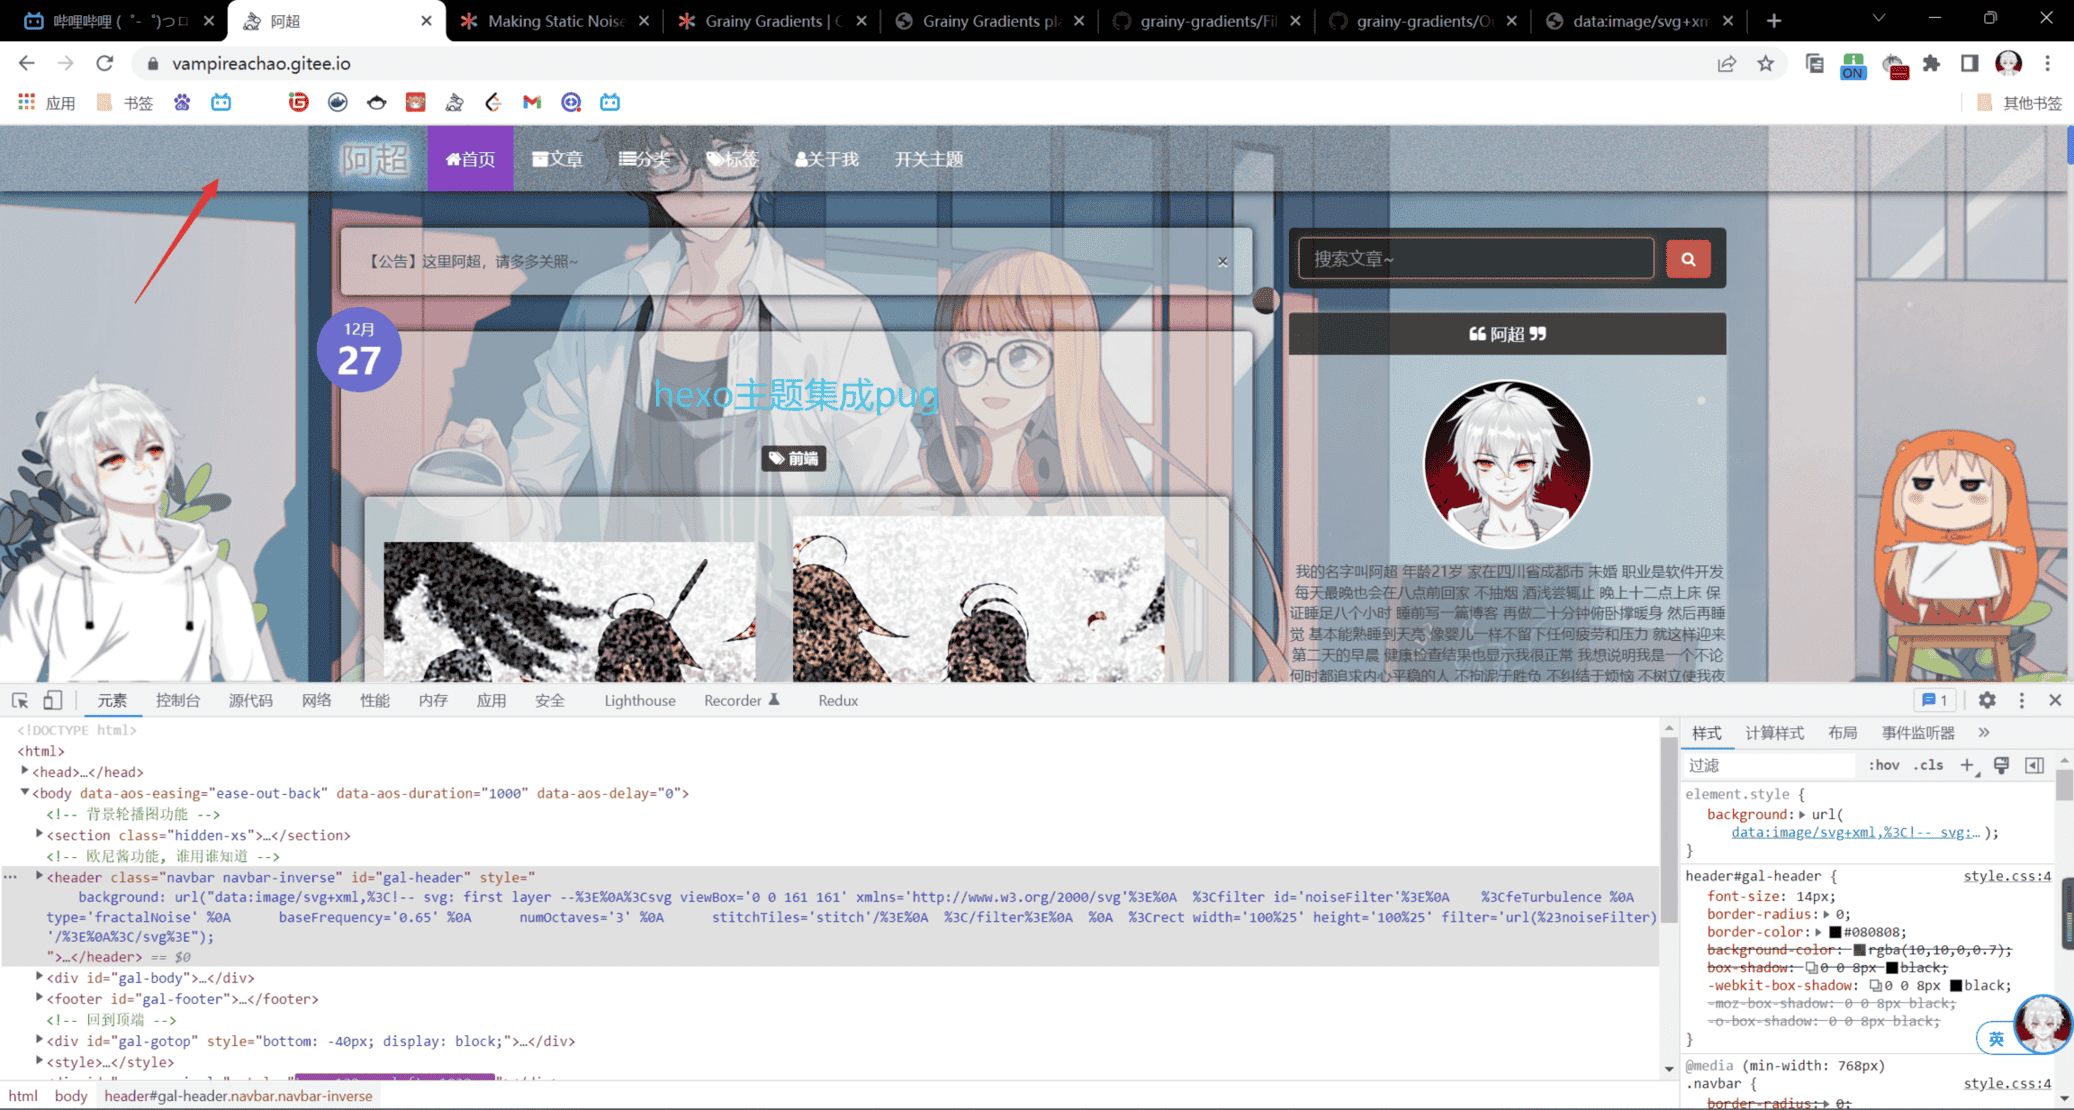 哔哩哔哩 (゜-゜)つロ
阿超
Making Static Noise
Grainy Gradients | C
Grainy Gradients pl
grainy-gradients/Fil
grainy-gradients/Ou
data:image/svg+xm
vampireachao.gitee.io
ON
应用
书签
其他书签
阿超
首页
文章
分类
标签
关于我
开关主题
【公告】这里阿超，请多多关照~
×
搜索文章~
12月
27
hexo主题集成pug
前端
阿超
我的名字叫阿超 年龄21岁 家在四川省成都市 未婚 职业是软件开发
每天最晚也会在八点前回家 不抽烟 酒浅尝辄止 晚上十二点上床 保
证睡足八个小时 睡前写一篇博客 再做二十分钟俯卧撑暖身 然后再睡
觉 基本能熟睡到天亮 像婴儿一样不留下任何疲劳和压力 就这样迎来
第二天的早晨 健康检查结果也显示我很正常 我想说明我是一个不论
何时都追求内心平稳的人 不拘泥于胜负 不纠结于烦恼 不树立使我夜
元素
控制台
源代码
网络
性能
内存
应用
安全
Lighthouse
Recorder
Redux
1
<!DOCTYPE html>
<html>
<head>…</head>
<body data-aos-easing="ease-out-back" data-aos-duration="1000" data-aos-delay="0">
<!-- 背景轮播图功能 -->
<section class="hidden-xs">…</section>
<!-- 欧尼酱功能, 谁用谁知道 -->
<header class="navbar navbar-inverse" id="gal-header" style="
background: url("data:image/svg+xml,%3C!-- svg: first layer --%3E%0A%3Csvg viewBox='0 0 161 161' xmlns='http://www.w3.org/2000/svg'%3E%0A  %3Cfilter id='noiseFilter'%3E%0A    %3CfeTurbulence %0A
type='fractalNoise' %0A      baseFrequency='0.65' %0A      numOctaves='3' %0A      stitchTiles='stitch'/%3E%0A  %3C/filter%3E%0A  %0A  %3Crect width='100%25' height='100%25' filter='url(%23noiseFilter)
'/%3E%0A%3C/svg%3E");
">…</header> == $0
<div id="gal-body">…</div>
<footer id="gal-footer">…</footer>
<!-- 回到顶端 -->
<div id="gal-gotop" style="bottom: -40px; display: block;">…</div>
<style>…</style>
html body header#gal-header.navbar.navbar-inverse
样式
计算样式
布局
事件监听器
过滤
:hov .cls
element.style {
background: url(
data:image/svg+xml,%3C!-- svg:… );
}
header#gal-header {
style.css:4
font-size: 14px;
border-radius: 0;
border-color: #080808;
background-color: rgba(10,10,0,0.7);
box-shadow: 0 0 8px black;
-webkit-box-shadow: 0 0 8px black;
-moz-box-shadow: 0 0 8px black;
-o-box-shadow: 0 0 8px black;
}
英
@media (min-width: 768px)
.navbar {
style.css:4
border-radius: 0;